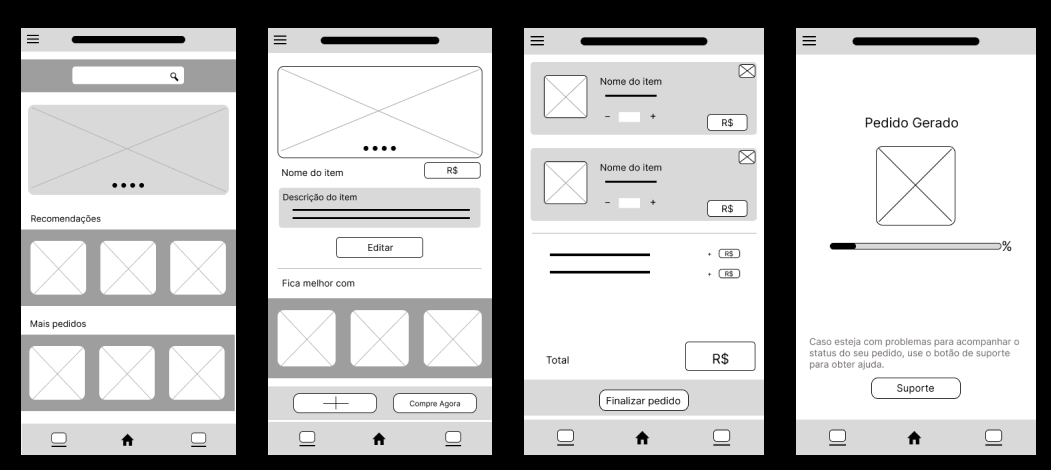 Recomendações
Mais pedidos
Nome do item
R$
Descrição do item
Editar
Fica melhor com
Compre Agora
Nome do item
- +
R$
Nome do item
- +
R$
+ R$
+ R$
Total
R$
Finalizar pedido
Pedido Gerado
%
Caso esteja com problemas para acompanhar o
status do seu pedido, use o botão de suporte
para obter ajuda.
Suporte